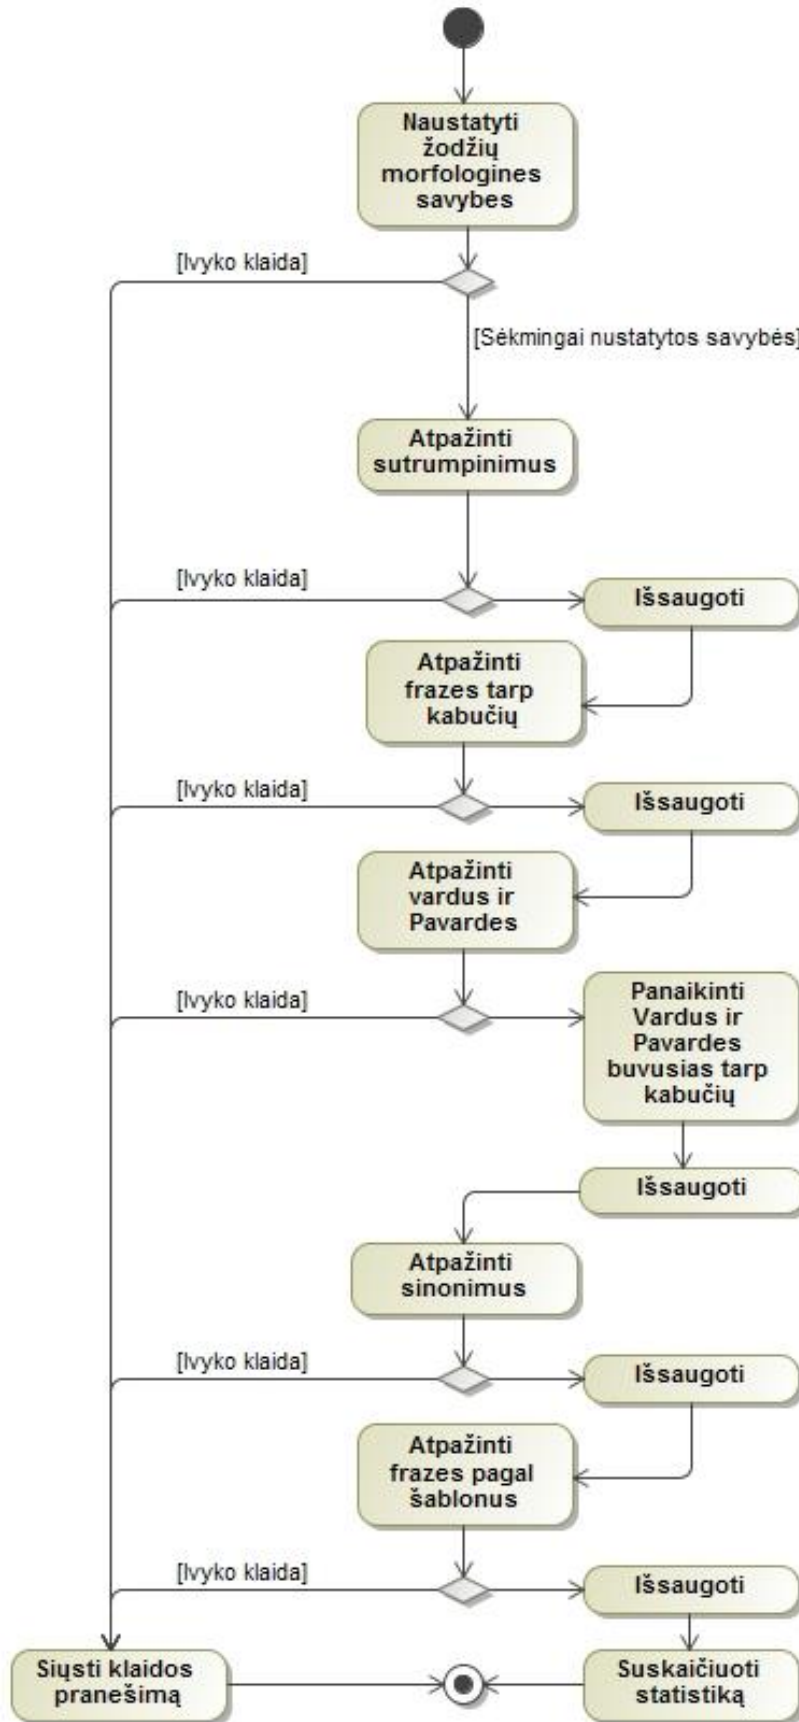 Naustatyti
žodžių
morfologines
savybes
[Ivyko klaida]
[Sėkmingai nustatytos savybės]
Atpažinti
sutrumpinimus
[Ivyko klaida]
Išsaugoti
Atpažinti
frazes tarp
kabučių
[Ivyko klaida]
Išsaugoti
Atpažinti
vardus ir
Pavardes
[Ivyko klaida]
Panaikinti
Vardus ir
Pavardes
buvusias tarp
kabučių
Išsaugoti
Atpažinti
sinonimus
[Ivyko klaida]
Išsaugoti
Atpažinti
frazes pagal
šablonus
[Ivyko klaida]
Išsaugoti
Siųsti klaidos
pranešimą
Suskaičiuoti
statistiką